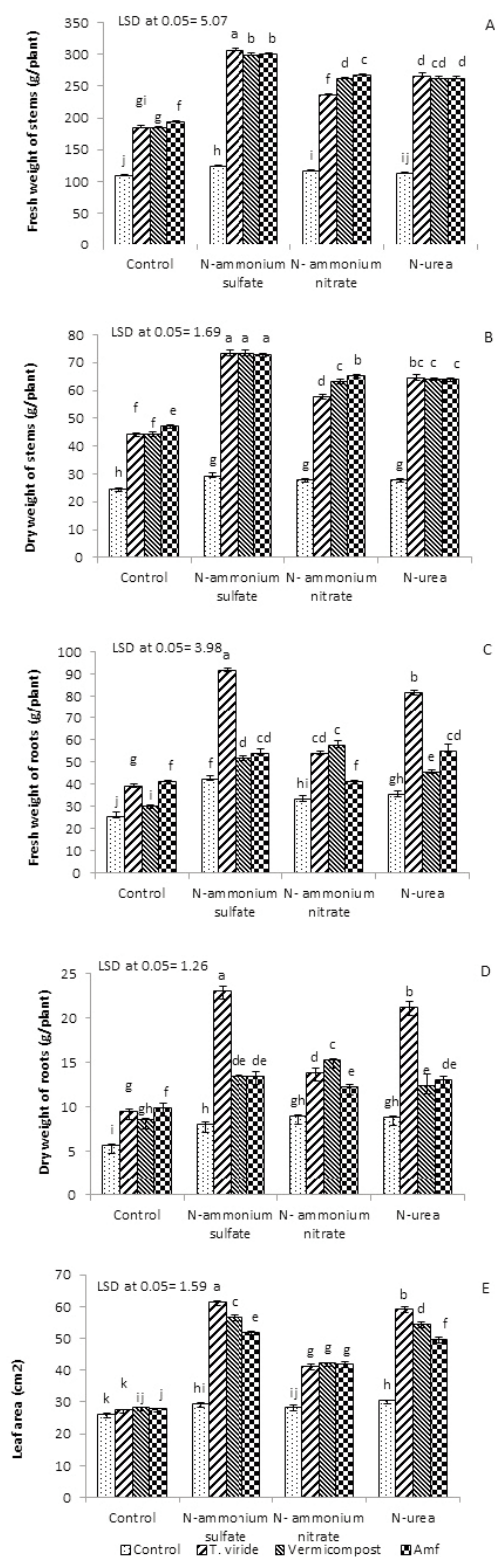 LSD at 0.05= 5.07
A
Fresh weight of stems (g/plant)
350
300
250
200
150
100
50
0
j gi g f
h a b b
i f d c
ij d cd d
Control N-ammonium sulfate N- ammonium nitrate N-urea
LSD at 0.05= 1.69
B
Dry weight of stems (g/plant)
80
70
60
50
40
30
20
10
0
h f f e
g a a a
g d c b
g bc c c
Control N-ammonium sulfate N- ammonium nitrate N-urea
LSD at 0.05= 3.98
C
Fresh weight of roots (g/plant)
100
90
80
70
60
50
40
30
20
10
0
j g i f
f a d cd
hi cd c f
gh b e cd
Control N-ammonium sulfate N- ammonium nitrate N-urea
LSD at 0.05= 1.26
D
Dry weight of roots (g/plant)
25
20
15
10
5
0
i g gh f
h a de de
gh d c e
gh b e de
Control N-ammonium sulfate N- ammonium nitrate N-urea
LSD at 0.05= 1.59
E
Leaf area (cm2)
70
60
50
40
30
20
10
0
k k ij j
hi a c e
ij g g g
h b d f
Control N-ammonium sulfate N- ammonium nitrate N-urea
Control T. viride Vermicompost Amf